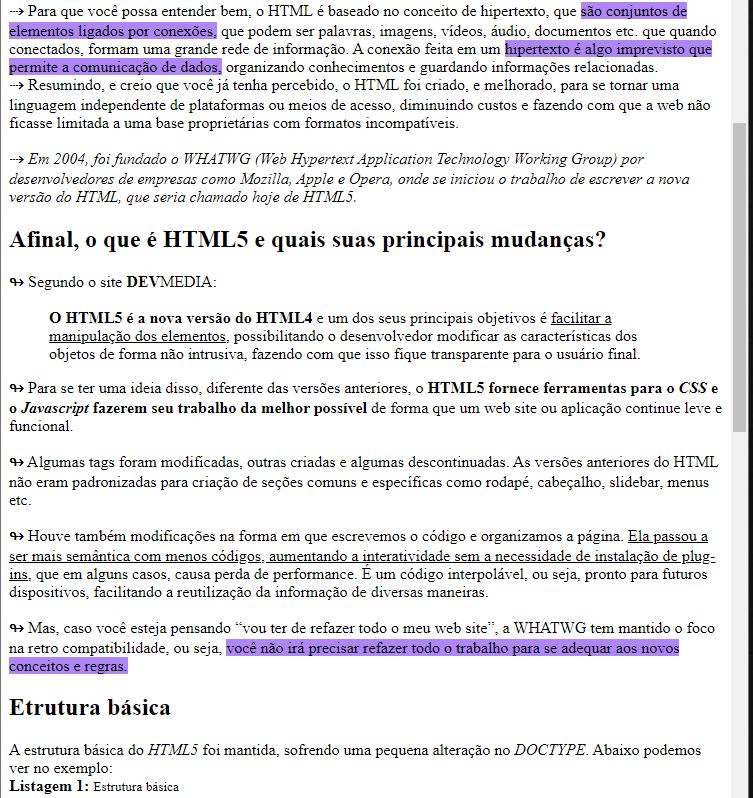 ⇢ Para que você possa entender bem, o HTML é baseado no conceito de hipertexto, que são conjuntos de
elementos ligados por conexões, que podem ser palavras, imagens, vídeos, áudio, documentos etc. que quando
conectados, formam uma grande rede de informação. A conexão feita em um hipertexto é algo imprevisto que
permite a comunicação de dados, organizando conhecimentos e guardando informações relacionadas.
⇢ Resumindo, e creio que você já tenha percebido, o HTML foi criado, e melhorado, para se tornar uma
linguagem independente de plataformas ou meios de acesso, diminuindo custos e fazendo com que a web não
ficasse limitada a uma base proprietárias com formatos incompatíveis.
⇢ Em 2004, foi fundado o WHATWG (Web Hypertext Application Technology Working Group) por
desenvolvedores de empresas como Mozilla, Apple e Opera, onde se iniciou o trabalho de escrever a nova
versão do HTML, que seria chamado hoje de HTML5.
Afinal, o que é HTML5 e quais suas principais mudanças?
↬ Segundo o site DEVMEDIA:
O HTML5 é a nova versão do HTML4 e um dos seus principais objetivos é facilitar a
manipulação dos elementos, possibilitando o desenvolvedor modificar as características dos
objetos de forma não intrusiva, fazendo com que isso fique transparente para o usuário final.
↬ Para se ter uma ideia disso, diferente das versões anteriores, o HTML5 fornece ferramentas para o CSS e
o Javascript fazerem seu trabalho da melhor possível de forma que um web site ou aplicação continue leve e
funcional.
↬ Algumas tags foram modificadas, outras criadas e algumas descontinuadas. As versões anteriores do HTML
não eram padronizadas para criação de seções comuns e específicas como rodapé, cabeçalho, slidebar, menus
etc.
↬ Houve também modificações na forma em que escrevemos o código e organizamos a página. Ela passou a
ser mais semântica com menos códigos, aumentando a interatividade sem a necessidade de instalação de plug-
ins, que em alguns casos, causa perda de performance. É um código interpolável, ou seja, pronto para futuros
dispositivos, facilitando a reutilização da informação de diversas maneiras.
↬ Mas, caso você esteja pensando “vou ter de refazer todo o meu web site”, a WHATWG tem mantido o foco
na retro compatibilidade, ou seja, você não irá precisar refazer todo o trabalho para se adequar aos novos
conceitos e regras.
Etrutura básica
A estrutura básica do HTML5 foi mantida, sofrendo uma pequena alteração no DOCTYPE. Abaixo podemos
ver no exemplo:
Listagem 1: Estrutura básica